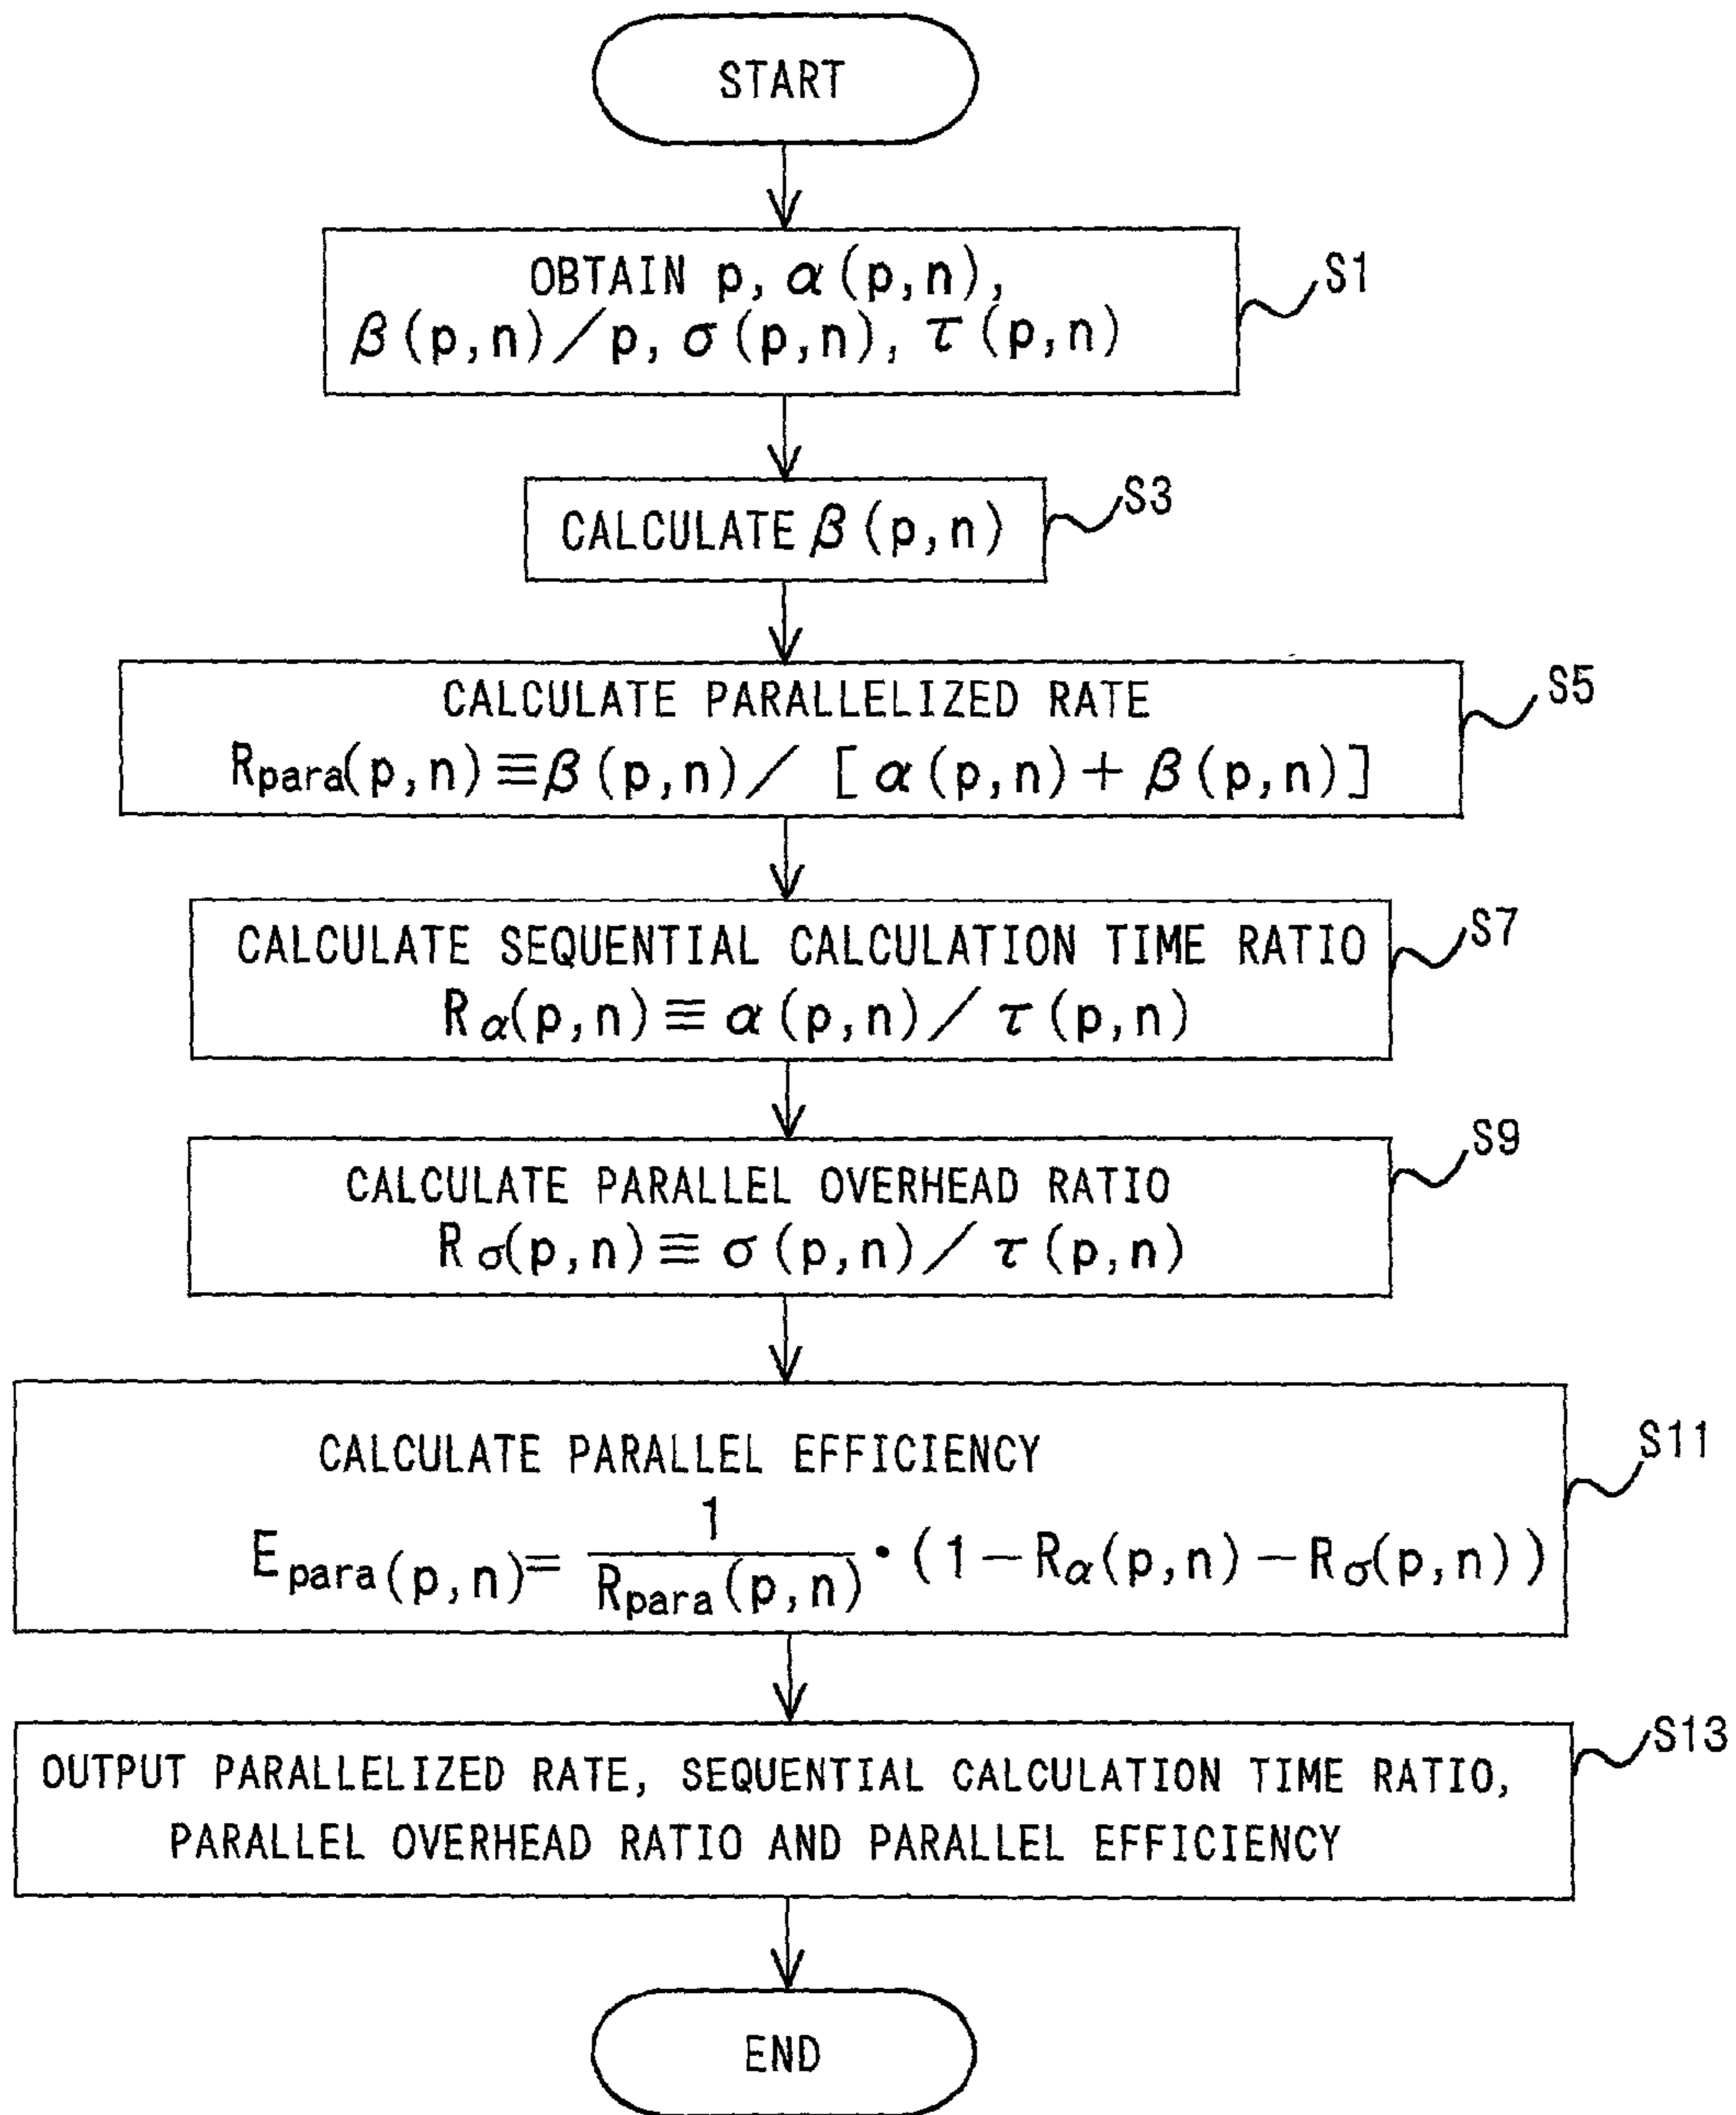 START
OBTAIN p, α(p,n),
β(p,n)/p, σ(p,n), τ(p,n)
S1
CALCULATE β(p,n)
S3
CALCULATE PARALLELIZED RATE
Rpara(p,n)≡β(p,n)/ [α(p,n)+β(p,n)]
S5
CALCULATE SEQUENTIAL CALCULATION TIME RATIO
Rα(p,n)≡α(p,n)/τ(p,n)
S7
CALCULATE PARALLEL OVERHEAD RATIO
Rσ(p,n)≡σ(p,n)/τ(p,n)
S9
CALCULATE PARALLEL EFFICIENCY
Epara(p,n)= 1/Rpara(p,n)・(1-Rα(p,n)-Rσ(p,n))
S11
OUTPUT PARALLELIZED RATE, SEQUENTIAL CALCULATION TIME RATIO,
PARALLEL OVERHEAD RATIO AND PARALLEL EFFICIENCY
S13
END